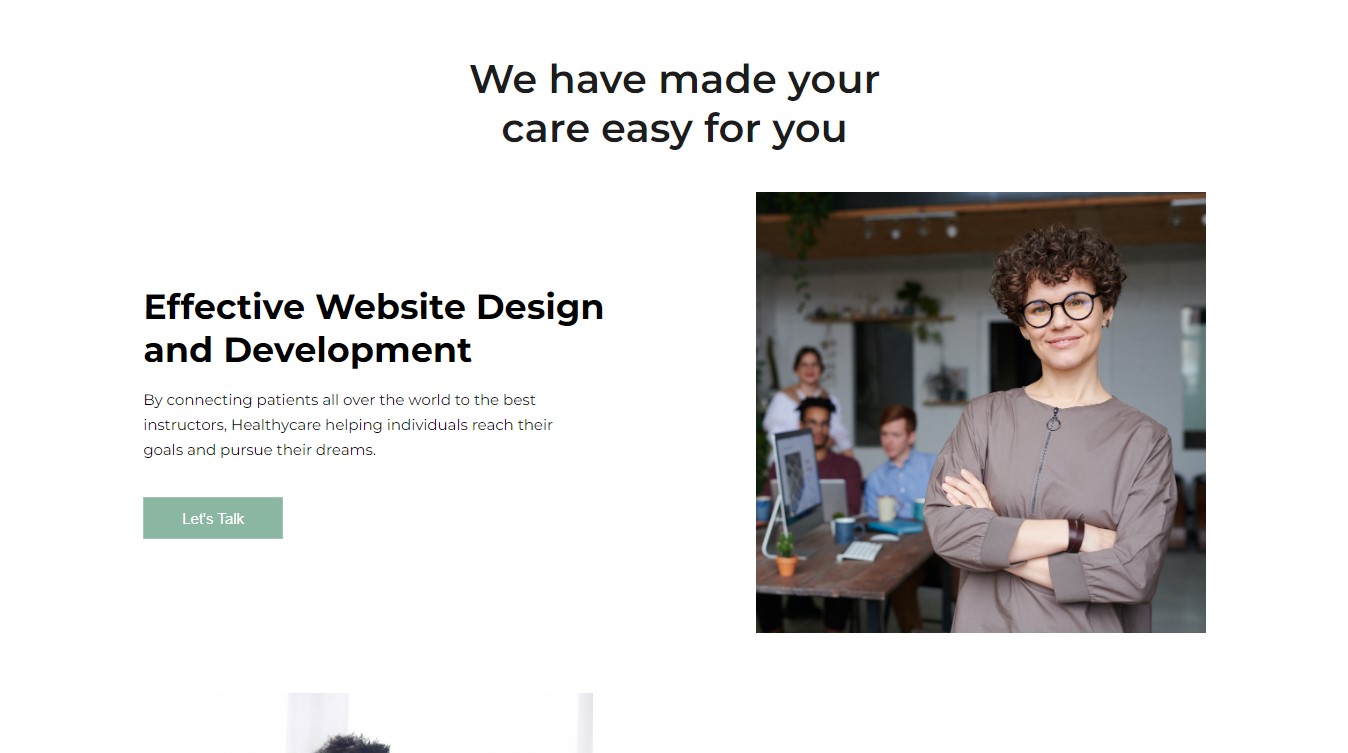 We have made your
care easy for you
Effective Website Design
and Development
By connecting patients all over the world to the best
instructors, Healthycare helping individuals reach their
goals and pursue their dreams.
Let's Talk